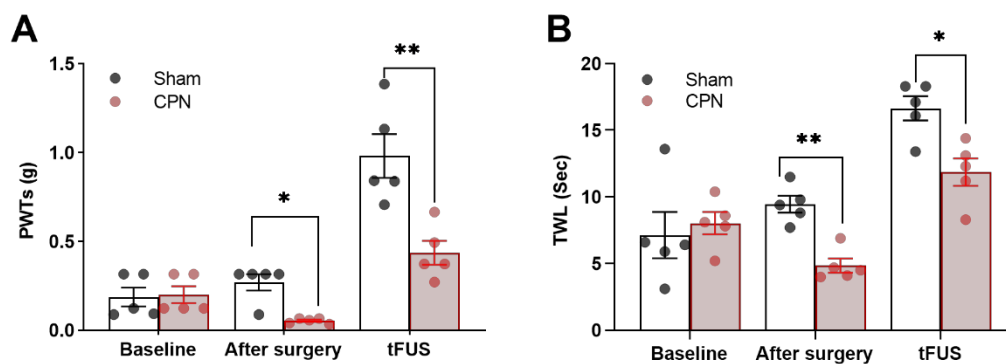 A
PWTs (g)
1.5
1.0
0.5
0.0
Sham
CPN
*
**
Baseline
After surgery
tFUS
B
TWL (Sec)
20
15
10
5
0
Sham
CPN
**
*
Baseline
After surgery
tFUS